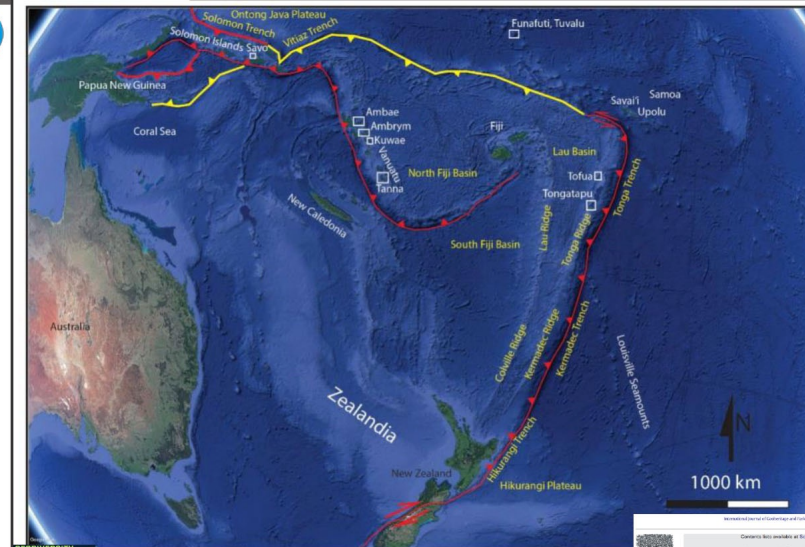 Ontong Java Plateau
Solomon Trench
Vitiaz Trench
Funafuti, Tuvalu
Solomon Islands
Savo
Papua New Guinea
Savai'i
Samoa
Upolu
Coral Sea
Ambae
Ambrym
Kuwae
Fiji
Lau Basin
Vanuatu
Tanna
North Fiji Basin
Tofua
Tonga Trench
Tongatapu
New Caledonia
South Fiji Basin
Lau Ridge
Tonga Ridge
Australia
Colville Ridge
Kermadec Ridge
Kermadec Trench
Louisville Seamounts
Zealandia
N
New Zealand
Hikurangi Trench
Hikurangi Plateau
1000 km